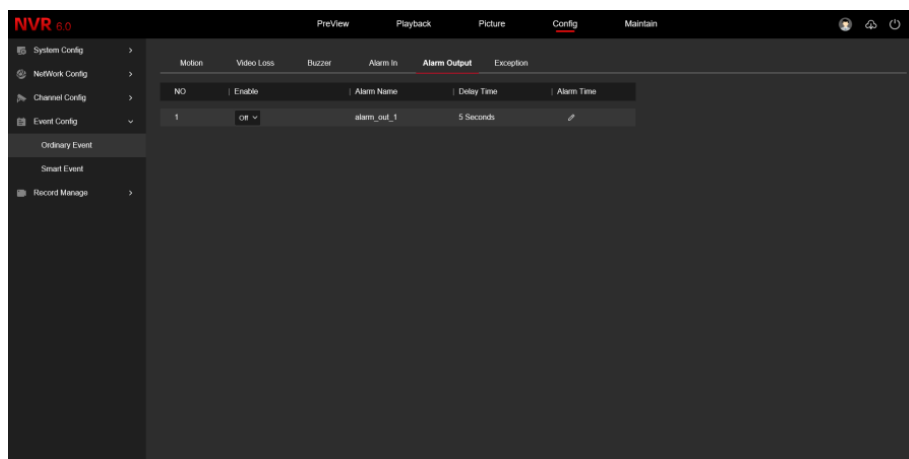 NVR 6.0
PreView Playback Picture Config Maintain
System Config
NetWork Config
Channel Config
Event Config
Ordinary Event
Smart Event
Record Manage
Motion Video Loss Buzzer Alarm In Alarm Output Exception
NO | Enable | Alarm Name | Delay Time | Alarm Time
1 Off alarm_out_1 5 Seconds